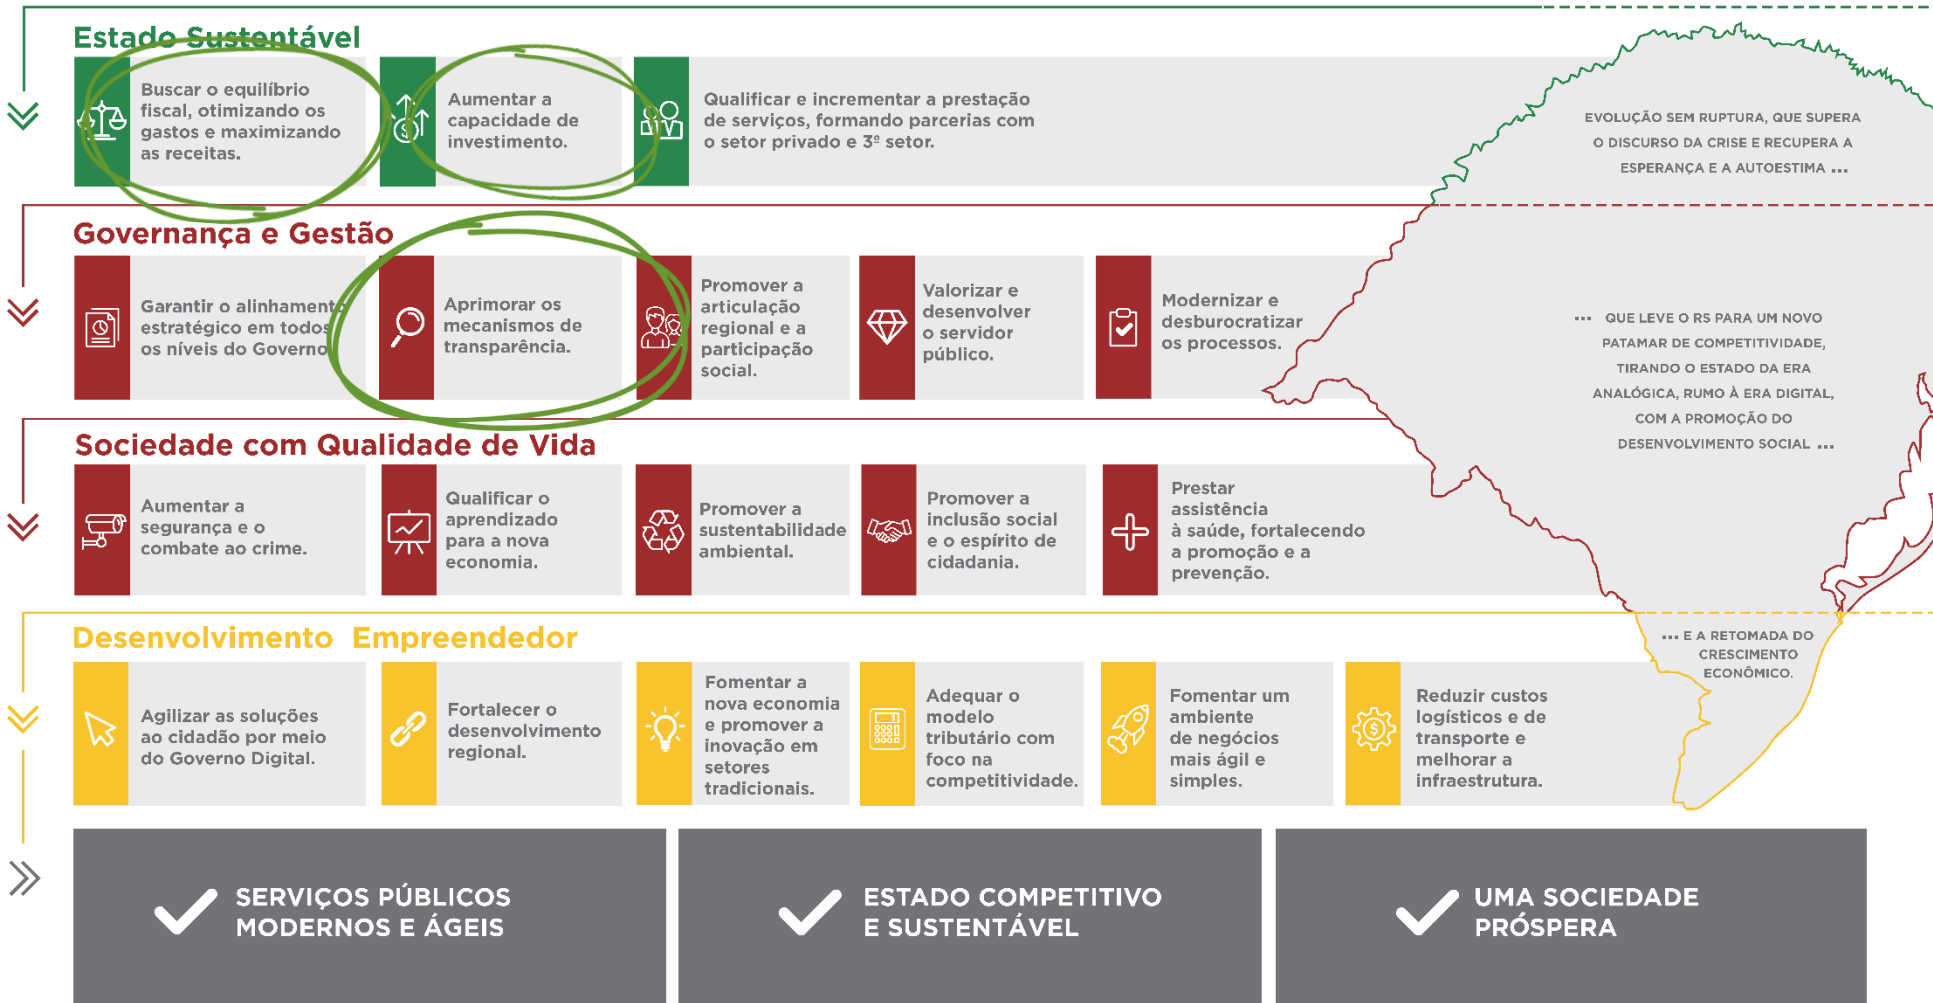 Estado Sustentável
Buscar o equilíbrio
fiscal, otimizando os
gastos e maximizando
as receitas.
Aumentar a
capacidade de
investimento.
Qualificar e incrementar a prestação
de serviços, formando parcerias com
o setor privado e 3º setor.
EVOLUÇÃO SEM RUPTURA, QUE SUPERA
O DISCURSO DA CRISE E RECUPERA A
ESPERANÇA E A AUTOESTIMA ...
Governança e Gestão
Garantir o alinhamento
estratégico em todos
os níveis do Governo
Aprimorar os
mecanismos de
transparência.
Promover a
articulação
regional e a
participação
social.
Valorizar e
desenvolver
o servidor
público.
Modernizar e
desburocratizar
os processos.
... QUE LEVE O RS PARA UM NOVO
PATAMAR DE COMPETITIVIDADE,
TIRANDO O ESTADO DA ERA
ANALÓGICA, RUMO À ERA DIGITAL,
COM A PROMOÇÃO DO
DESENVOLVIMENTO SOCIAL ...
Sociedade com Qualidade de Vida
Aumentar a
segurança e o
combate ao crime.
Qualificar o
aprendizado
para a nova
economia.
Promover a
sustentabilidade
ambiental.
Promover a
inclusão social
e o espírito de
cidadania.
Prestar
assistência
à saúde, fortalecendo
a promoção e a
prevenção.
Desenvolvimento Empreendedor
Agilizar as soluções
ao cidadão por meio
do Governo Digital.
Fortalecer o
desenvolvimento
regional.
Fomentar a
nova economia
e promover a
inovação em
setores
tradicionais.
Adequar o
modelo
tributário com
foco na
competitividade.
Fomentar um
ambiente
de negócios
mais ágil e
simples.
Reduzir custos
logísticos e de
transporte e
melhorar a
infraestrutura.
... E A RETOMADA DO
CRESCIMENTO
ECONÔMICO.
SERVIÇOS PÚBLICOS
MODERNOS E ÁGEIS
ESTADO COMPETITIVO
E SUSTENTÁVEL
UMA SOCIEDADE
PRÓSPERA